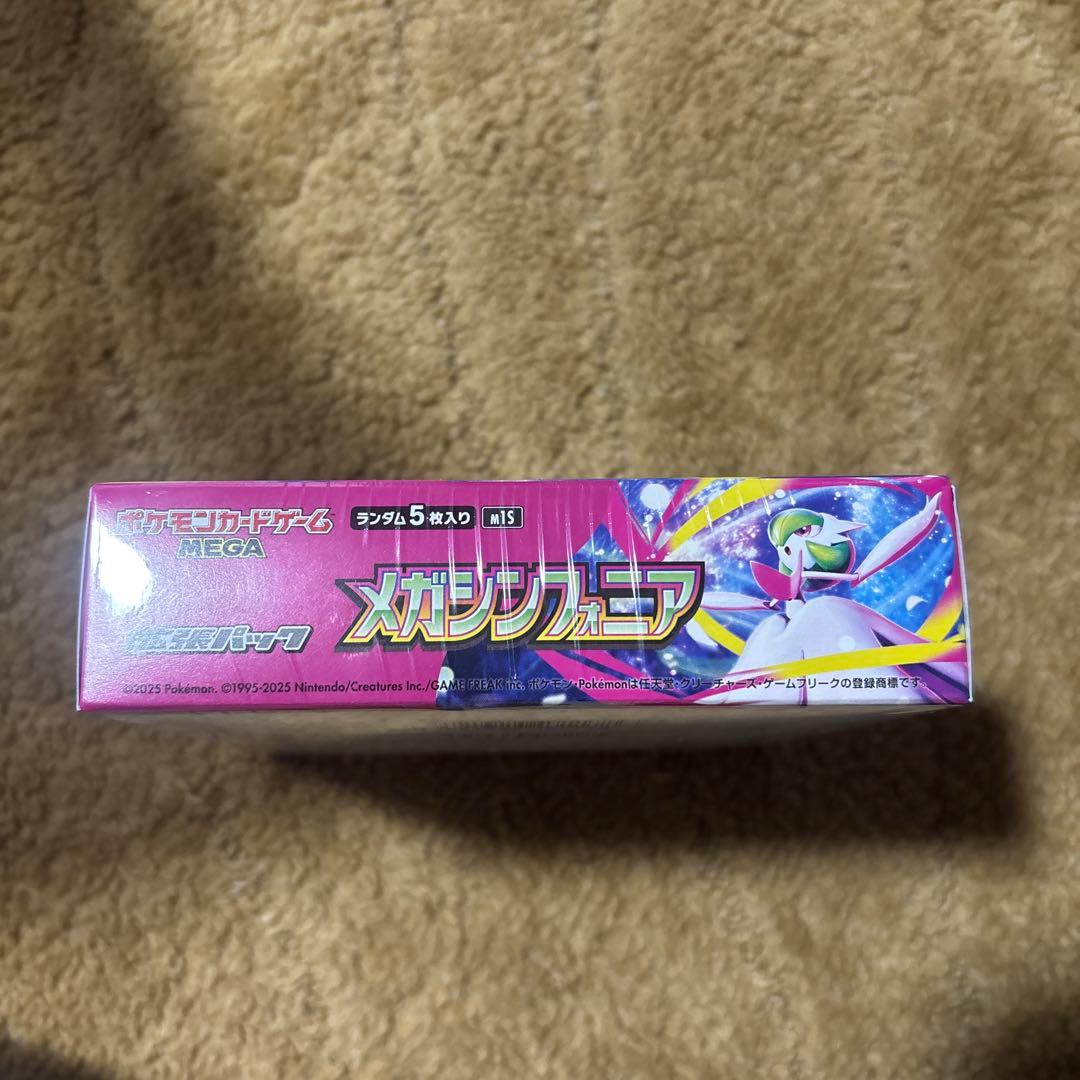 ポケモンカードゲーム
MEGA
ランダム5枚入り M1S
メガシンフォニア
拡張パック
©2025 Pokémon. ©1995-2025 Nintendo/Creatures Inc./GAME FREAK inc. ポケモン・Pokémonは任天堂・クリーチャーズ・ゲームフリークの登録商標です。